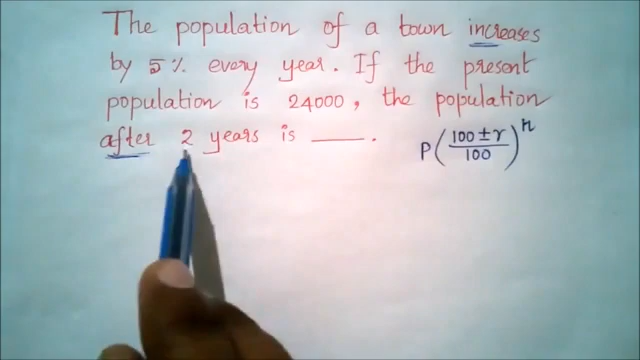 The population of a town increases
by 5% every year. If the present
population is 24000, the population
after 2 years is ____.
P(100 ± r / 100)^n